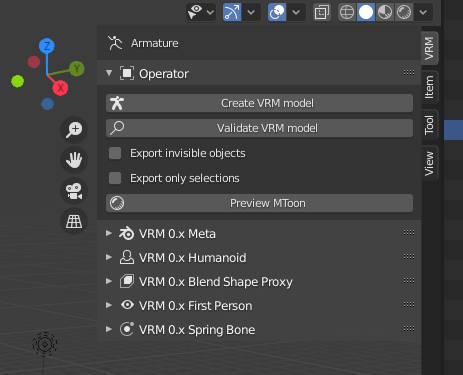 Armature
Operator
Create VRM model
Validate VRM model
Export invisible objects
Export only selections
Preview MToon
VRM 0.x Meta
VRM 0.x Humanoid
VRM 0.x Blend Shape Proxy
VRM 0.x First Person
VRM 0.x Spring Bone
VRM
Item
Tool
View
Z
Y
X